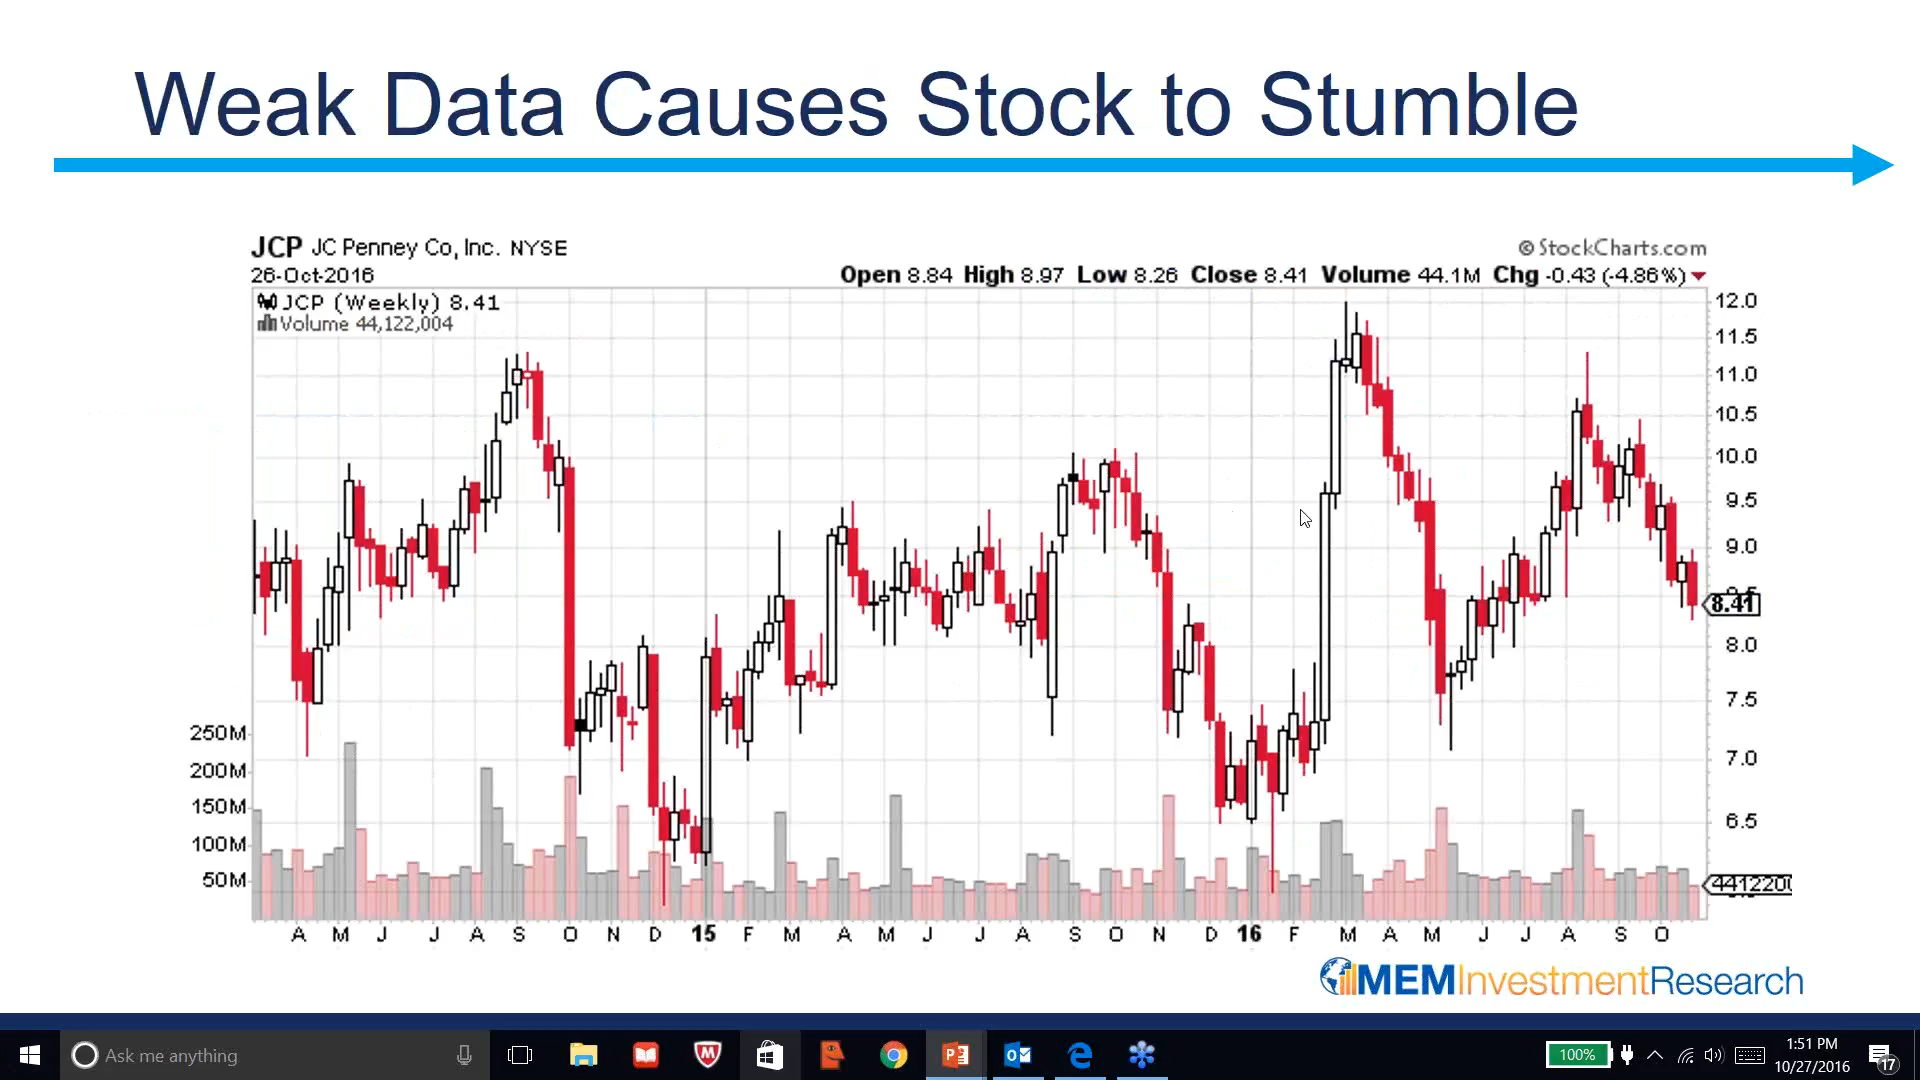 Weak Data Causes Stock to Stumble
JCP JC Penney Co, Inc. NYSE
© StockCharts.com
26-Oct-2016
Open 8.84 High 8.97 Low 8.26 Close 8.41 Volume 44.1M Chg -0.43 (-4.86%)
JCP (Weekly) 8.41
Volume 44,122,004
12.0
11.5
11.0
10.5
10.0
9.5
9.0
8.41
8.0
7.5
7.0
6.5
250M
200M
150M
100M
50M
4412200
A M J J A S O N D 15 F M A M J J A S O N D 16 F M A M J J A S O
MEMInvestmentResearch
Ask me anything
100%
1:51 PM
10/27/2016
17